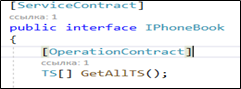 [ServiceContract]
ссылка: 1
public interface IPhoneBook
{
[OperationContract]
ссылка: 1
TS[] GetAllTS();